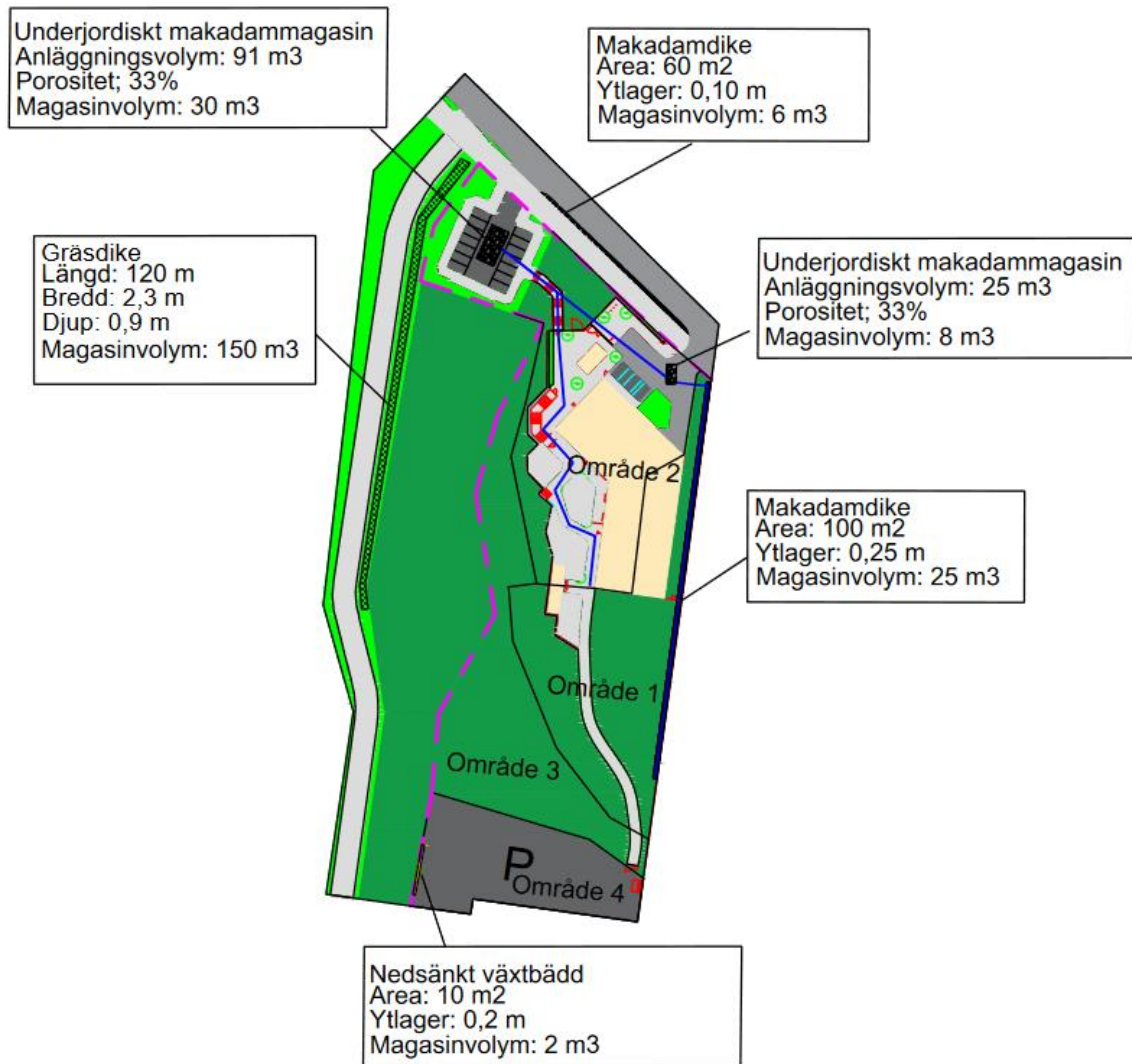 Underjordiskt makadammagasin
Anläggningsvolym: 91 m3
Porositet; 33%
Magasinvolym: 30 m3
Makadamdike
Area: 60 m2
Ytlager: 0,10 m
Magasinvolym: 6 m3
Gräsdike
Längd: 120 m
Bredd: 2,3 m
Djup: 0,9 m
Magasinvolym: 150 m3
Underjordiskt makadammagasin
Anläggningsvolym: 25 m3
Porositet; 33%
Magasinvolym: 8 m3
Område 2
Makadamdike
Area: 100 m2
Ytlager: 0,25 m
Magasinvolym: 25 m3
Område 1
Område 3
P
Område 4
Nedsänkt växtbädd
Area: 10 m2
Ytlager: 0,2 m
Magasinvolym: 2 m3